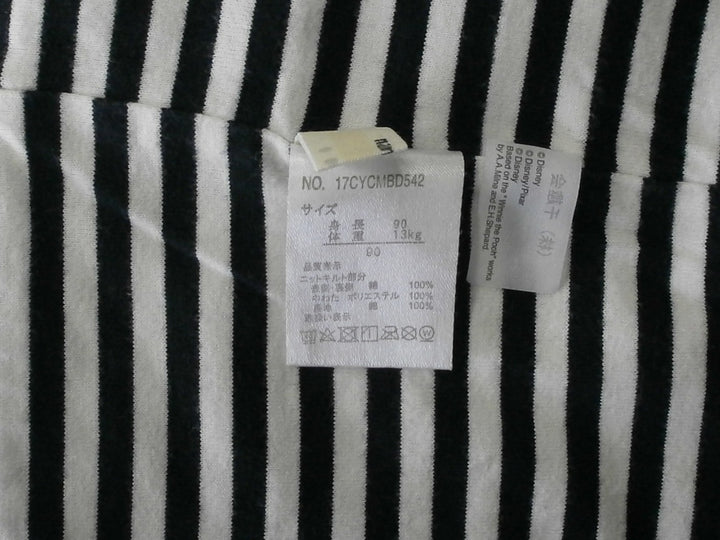 NO. 17CYCMBD542
サイズ
身長 90
体重 13kg
90
品質表示
ニットキルト部分
表側・裏側 綿 100%
のわた ポリエステル 100%
綿 100%
取扱い表示
© Disney
© Disney/Pixar
Based on the "Winnie the Pooh" works
by A.A. Milne and E.H. Shepard.